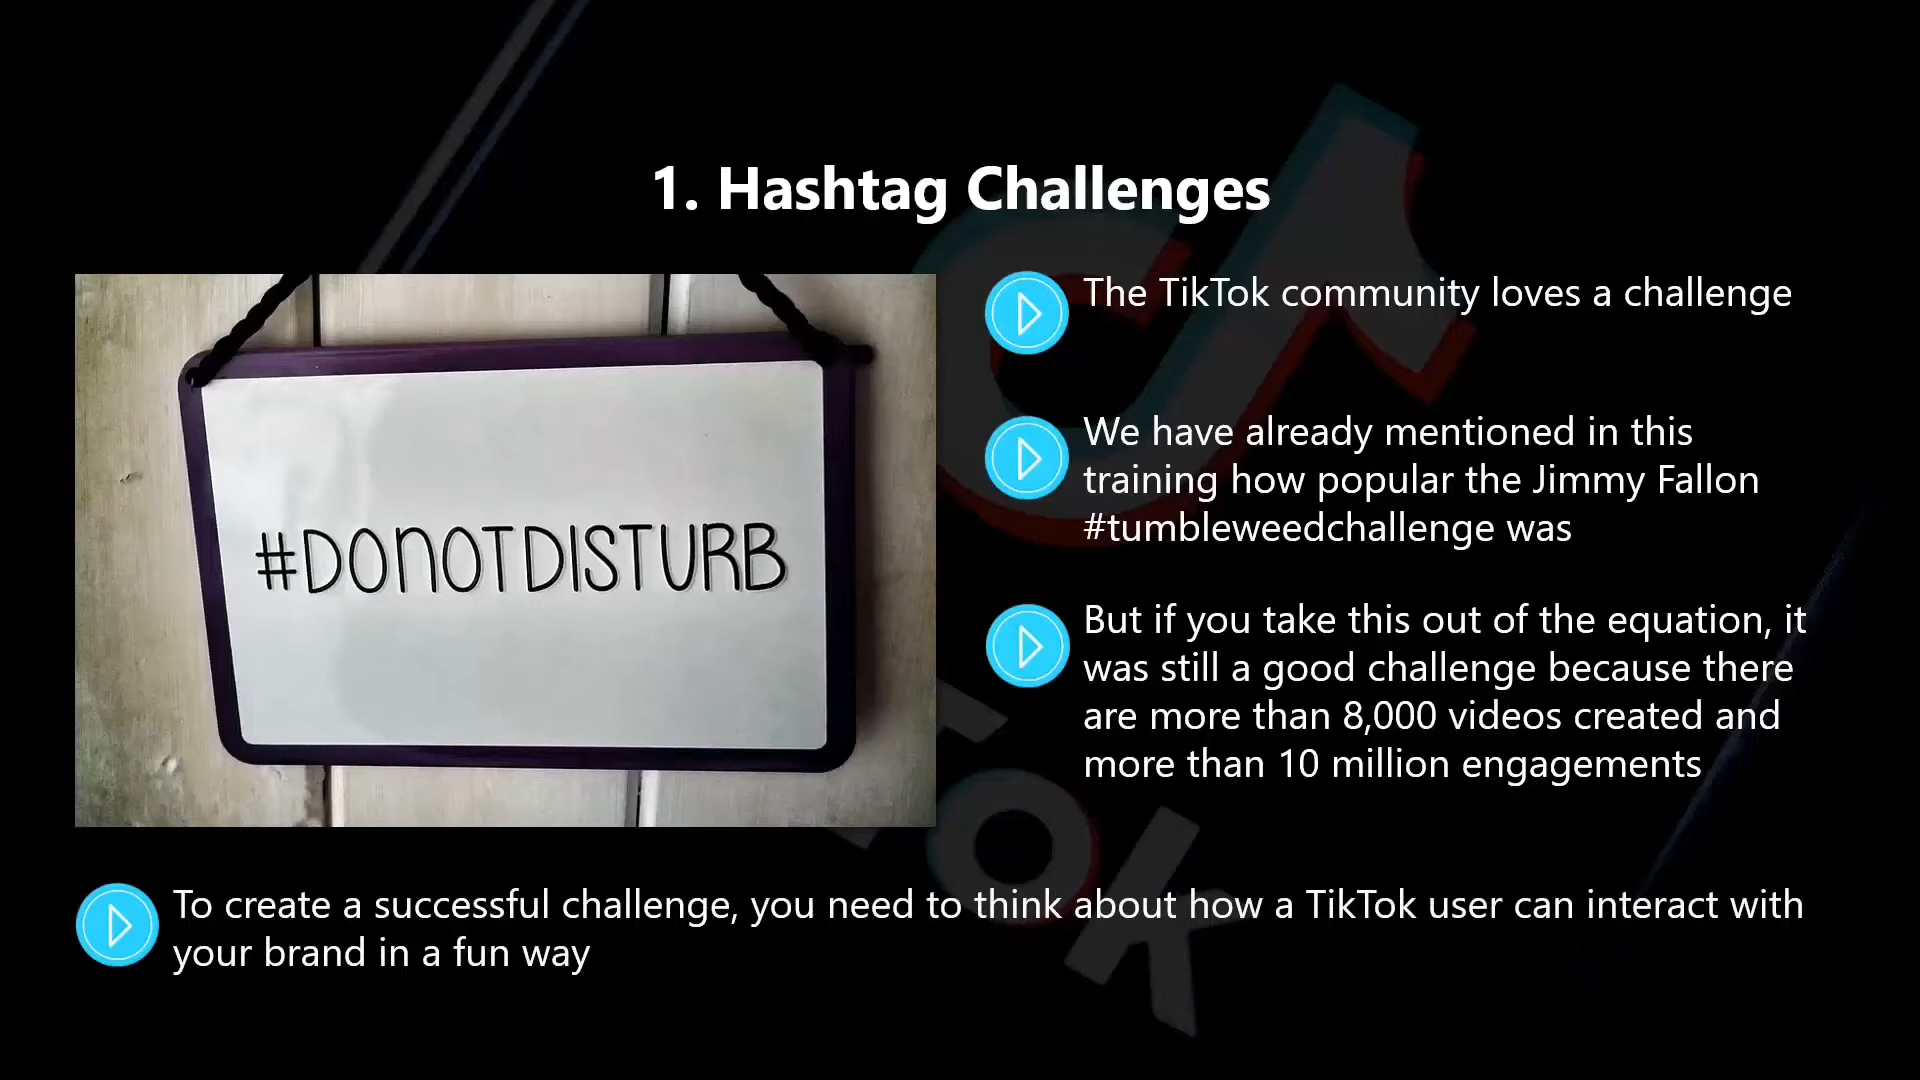 1. Hashtag Challenges
#DONOTDISTURB
The TikTok community loves a challenge
We have already mentioned in this
training how popular the Jimmy Fallon
#tumbleweedchallenge was
But if you take this out of the equation, it
was still a good challenge because there
are more than 8,000 videos created and
more than 10 million engagements
To create a successful challenge, you need to think about how a TikTok user can interact with
your brand in a fun way